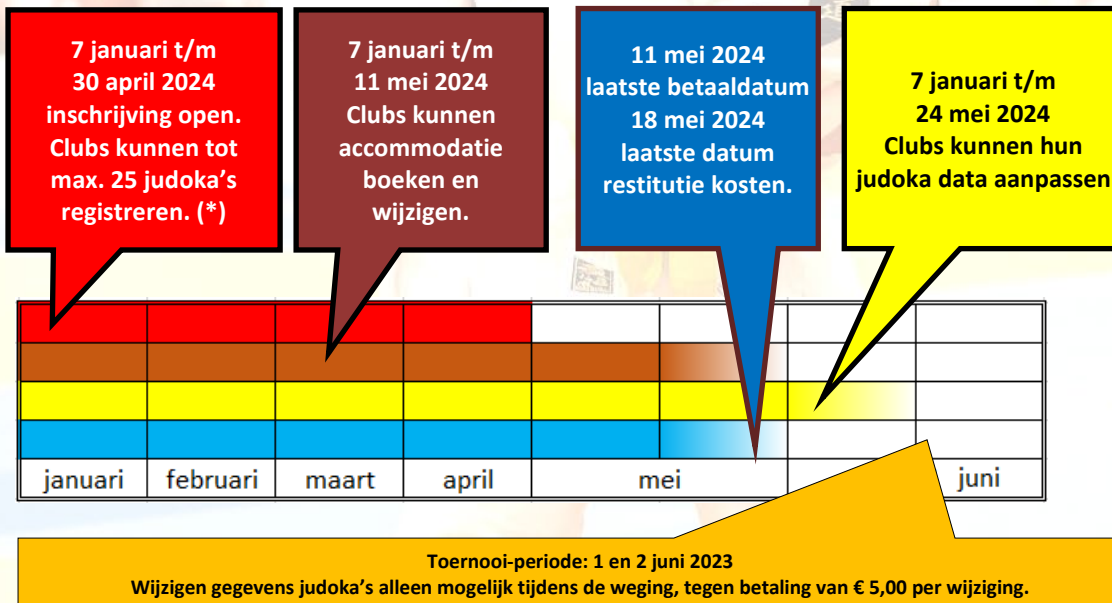 7 januari t/m
30 april 2024
inschrijving open.
Clubs kunnen tot
max. 25 judoka's
registreren. (*)
7 januari t/m
11 mei 2024
Clubs kunnen
accommodatie
boeken en
wijzigen.
11 mei 2024
laatste betaaldatum
18 mei 2024
laatste datum
restitutie kosten.
7 januari t/m
24 mei 2024
Clubs kunnen hun
judoka data aanpassen
januari februari maart april mei juni
Toernooi-periode: 1 en 2 juni 2023
Wijzigen gegevens judoka's alleen mogelijk tijdens de weging, tegen betaling van € 5,00 per wijziging.